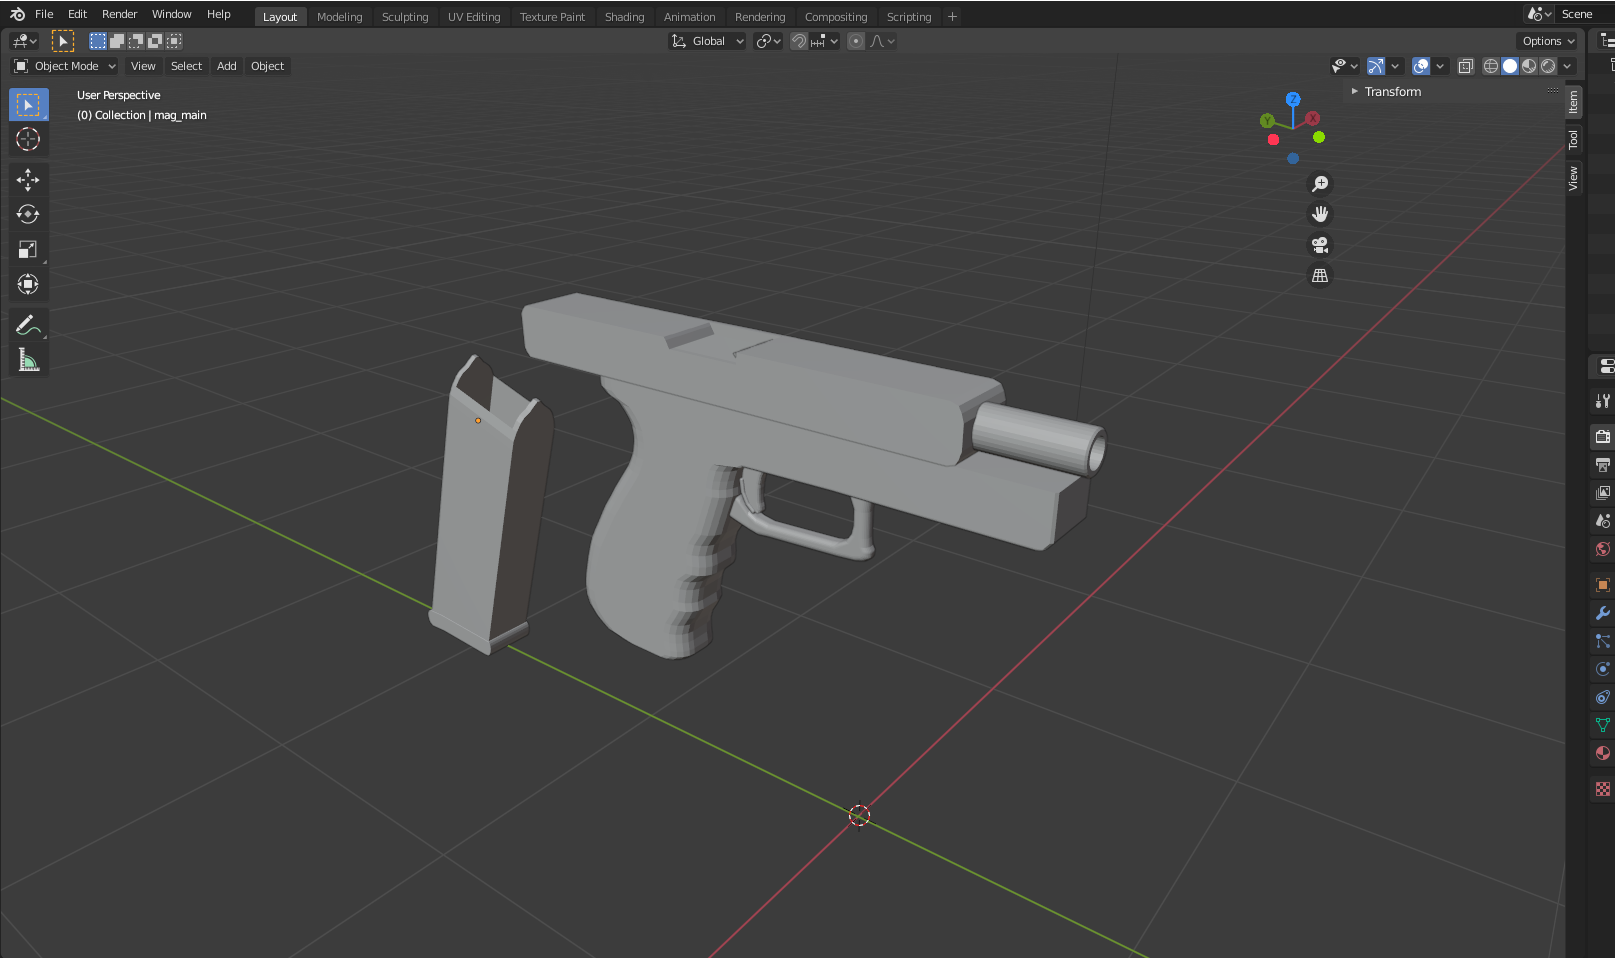 File Edit Render Window Help Layout Modeling Sculpting UV Editing Texture Paint Shading Animation Rendering Compositing Scripting + Scene
Global Options
Object Mode View Select Add Object
User Perspective
(0) Collection | mag_main
Transform
Item
Tool
View
Z
Y
X